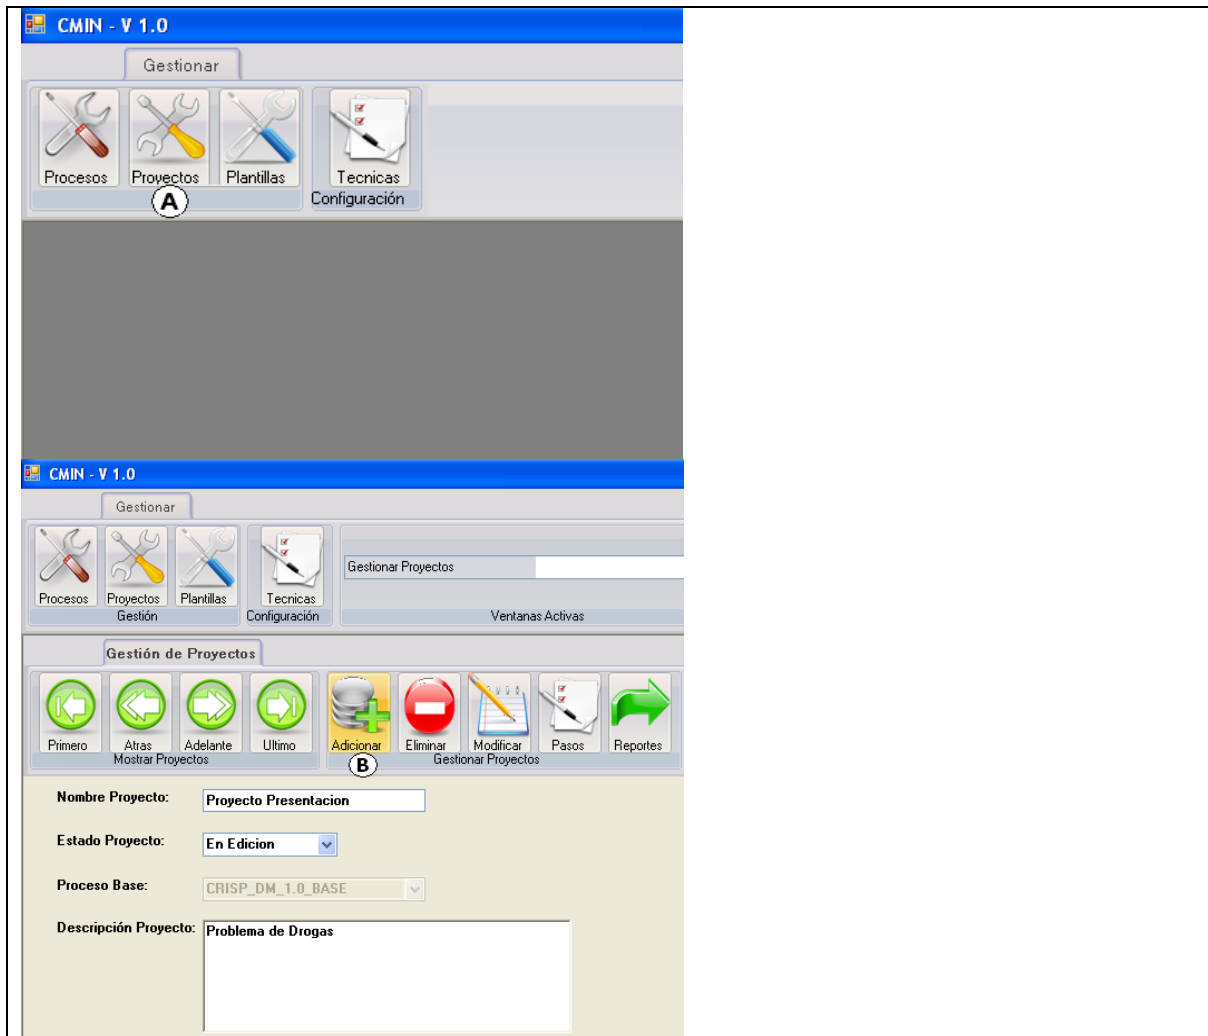 CMIN - V 1.0
Gestionar
Procesos Proyectos Plantillas Tecnicas
A Configuración
CMIN - V 1.0
Gestionar
Gestionar Proyectos
Procesos Proyectos Plantillas Tecnicas
Gestión Configuración Ventanas Activas
Gestión de Proyectos
Primero Atras Adelante Ultimo Adicionar Eliminar Modificar Pasos Reportes
Mostrar Proyectos B Gestionar Proyectos
Nombre Proyecto: Proyecto Presentacion
Estado Proyecto: En Edicion
Proceso Base: CRISP_DM_1.0_BASE
Descripción Proyecto: Problema de Drogas